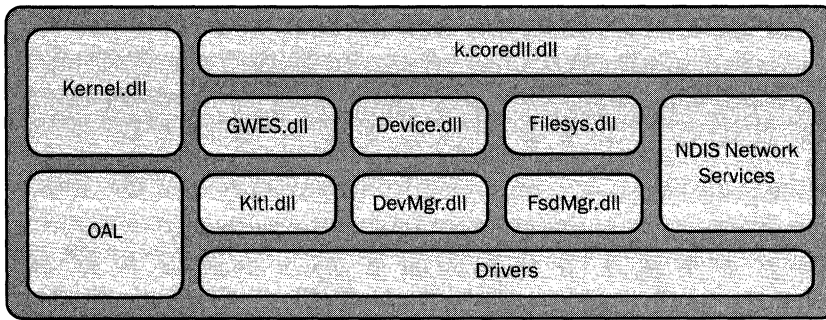 Kernel.dll
k.coredll.dll
GWES.dll
Device.dll
Filesys.dll
NDIS Network
Services
OAL
Kitl.dll
DevMgr.dll
FsdMgr.dll
Drivers